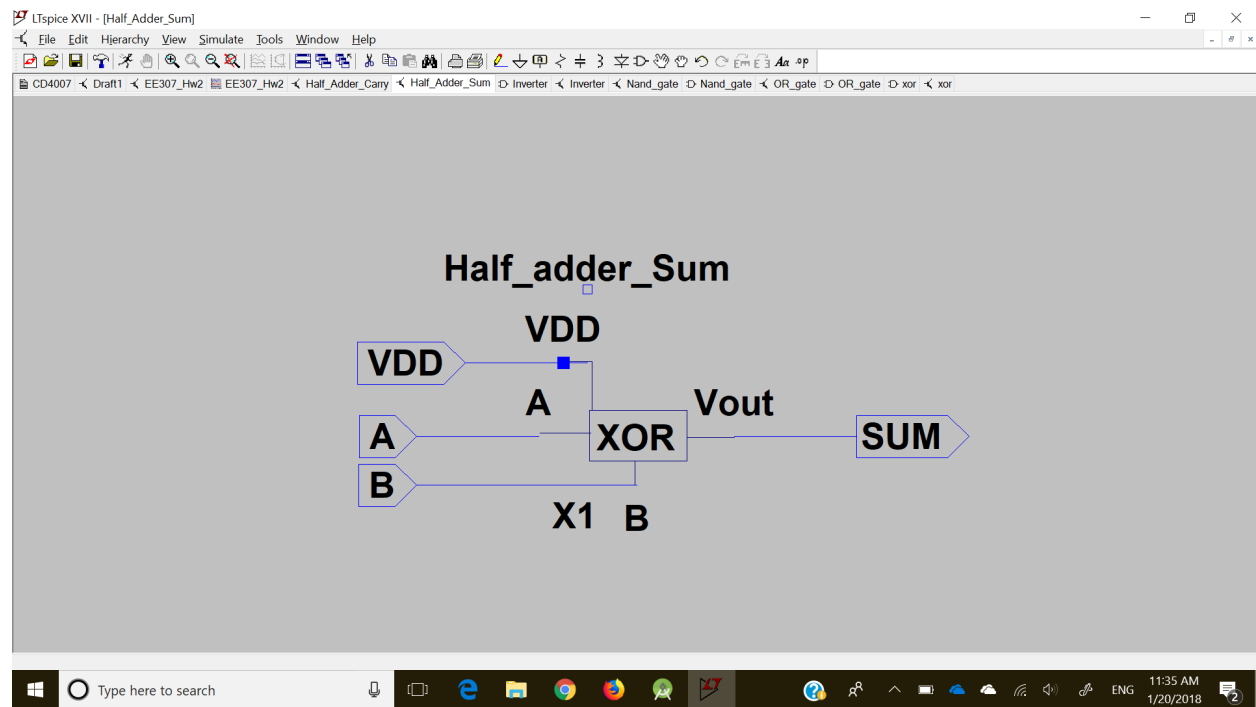 LTspice XVII - [Half_Adder_Sum]
File Edit Hierarchy View Simulate Tools Window Help
Aa .op
CD4007 Draft1 EE307_Hw2 EE307_Hw2 Half_Adder_Carry Half_Adder_Sum Inverter Inverter Nand_gate Nand_gate OR_gate OR_gate xor xor
Half_adder_Sum
VDD
VDD
A
Vout
A
XOR
SUM
B
X1
B
Type here to search
ENG
11:35 AM
1/20/2018
2